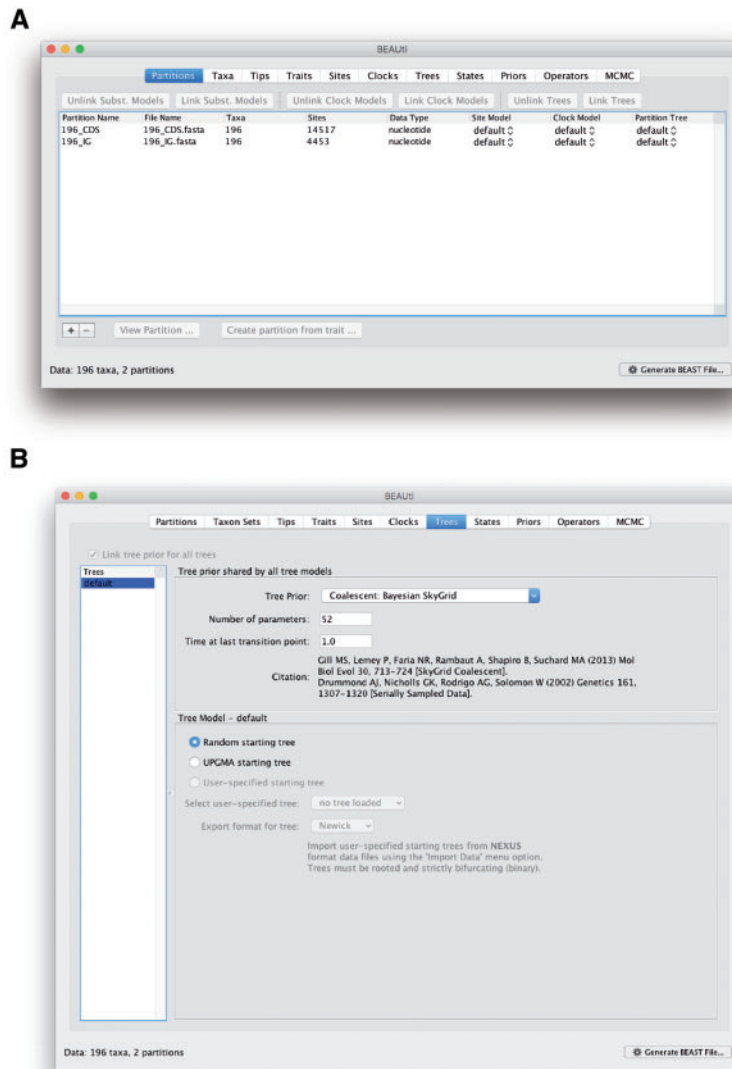 A
BEAUti
Partitions Taxa Tips Traits Sites Clocks Trees States Priors Operators MCMC
Unlink Subst. Models Link Subst. Models Unlink Clock Models Link Clock Models Unlink Trees Link Trees
Partition Name File Name Taxa Sites Data Type Site Model Clock Model Partition Tree
196_CDS 196_CDS.fasta 196 14517 nucleotide default default default
196_IG 196_IG.fasta 196 4453 nucleotide default default default
+ − View Partition ... Create partition from trait ...
Data: 196 taxa, 2 partitions Generate BEAST File...
B
BEAUti
Partitions Taxon Sets Tips Traits Sites Clocks Trees States Priors Operators MCMC
Link tree prior for all trees
Trees Tree prior shared by all tree models
default
Tree Prior: Coalescent: Bayesian SkyGrid
Number of parameters: 52
Time at last transition point: 1.0
Gill MS, Lemey P, Faria NR, Rambaut A, Shapiro B, Suchard MA (2013) Mol
Biol Evol 30, 713-724 [SkyGrid Coalescent].
Citation: Drummond AJ, Nicholls GK, Rodrigo AG, Solomon W (2002) Genetics 161,
1307-1320 [Serially Sampled Data].
Tree Model - default
Random starting tree
UPGMA starting tree
User-specified starting tree
Select user-specified tree: no tree loaded
Export format for tree: Newick
Import user-specified starting trees from NEXUS
format data files using the 'Import Data' menu option.
Trees must be rooted and strictly bifurcating (binary).
Data: 196 taxa, 2 partitions Generate BEAST File...